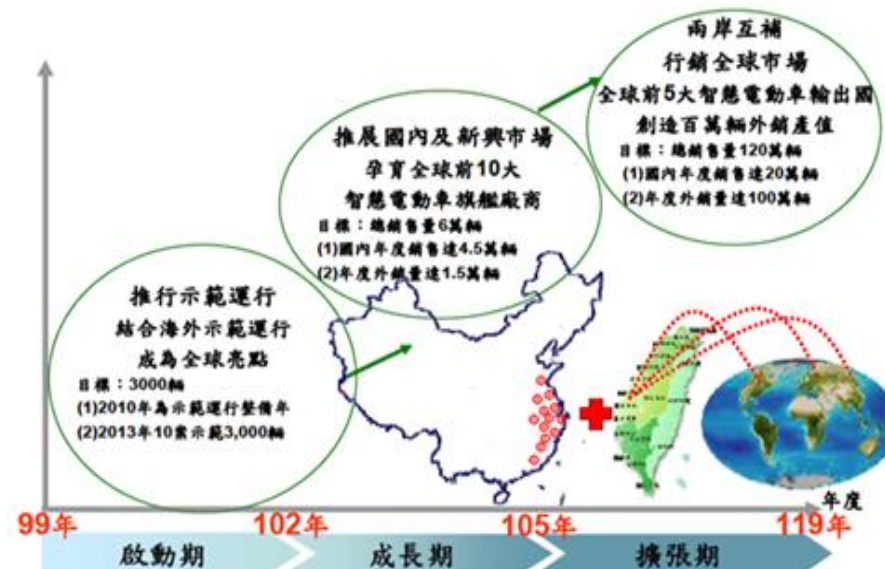 兩岸互補
行銷全球市場
全球前5大智慧電動車輸出國
創造百萬輛外銷產值
目標：總銷售量120萬輛
(1)國內年度銷售達20萬輛
(2)年度外銷量達100萬輛
推展國內及新興市場
孕育全球前10大
智慧電動車旗艦廠商
目標：總銷售量6萬輛
(1)國內年度銷售達4.5萬輛
(2)年度外銷量達1.5萬輛
推行示範運行
結合海外示範運行
成為全球亮點
目標：3000輛
(1)2010年為示範運行整備年
(2)2013年10案示範3,000輛
年度
99年
102年
105年
119年
啟動期
成長期
擴張期